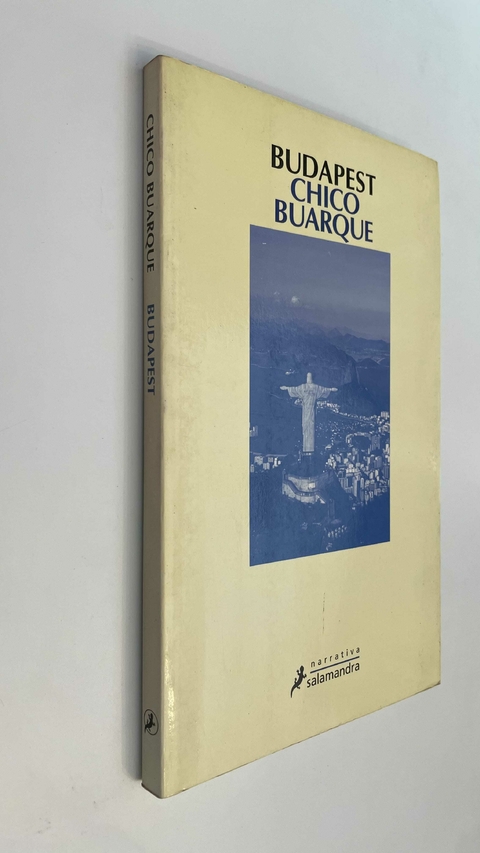 CHICO BUARQUE BUDAPEST
BUDAPEST
CHICO
BUARQUE
narrativa
salamandra